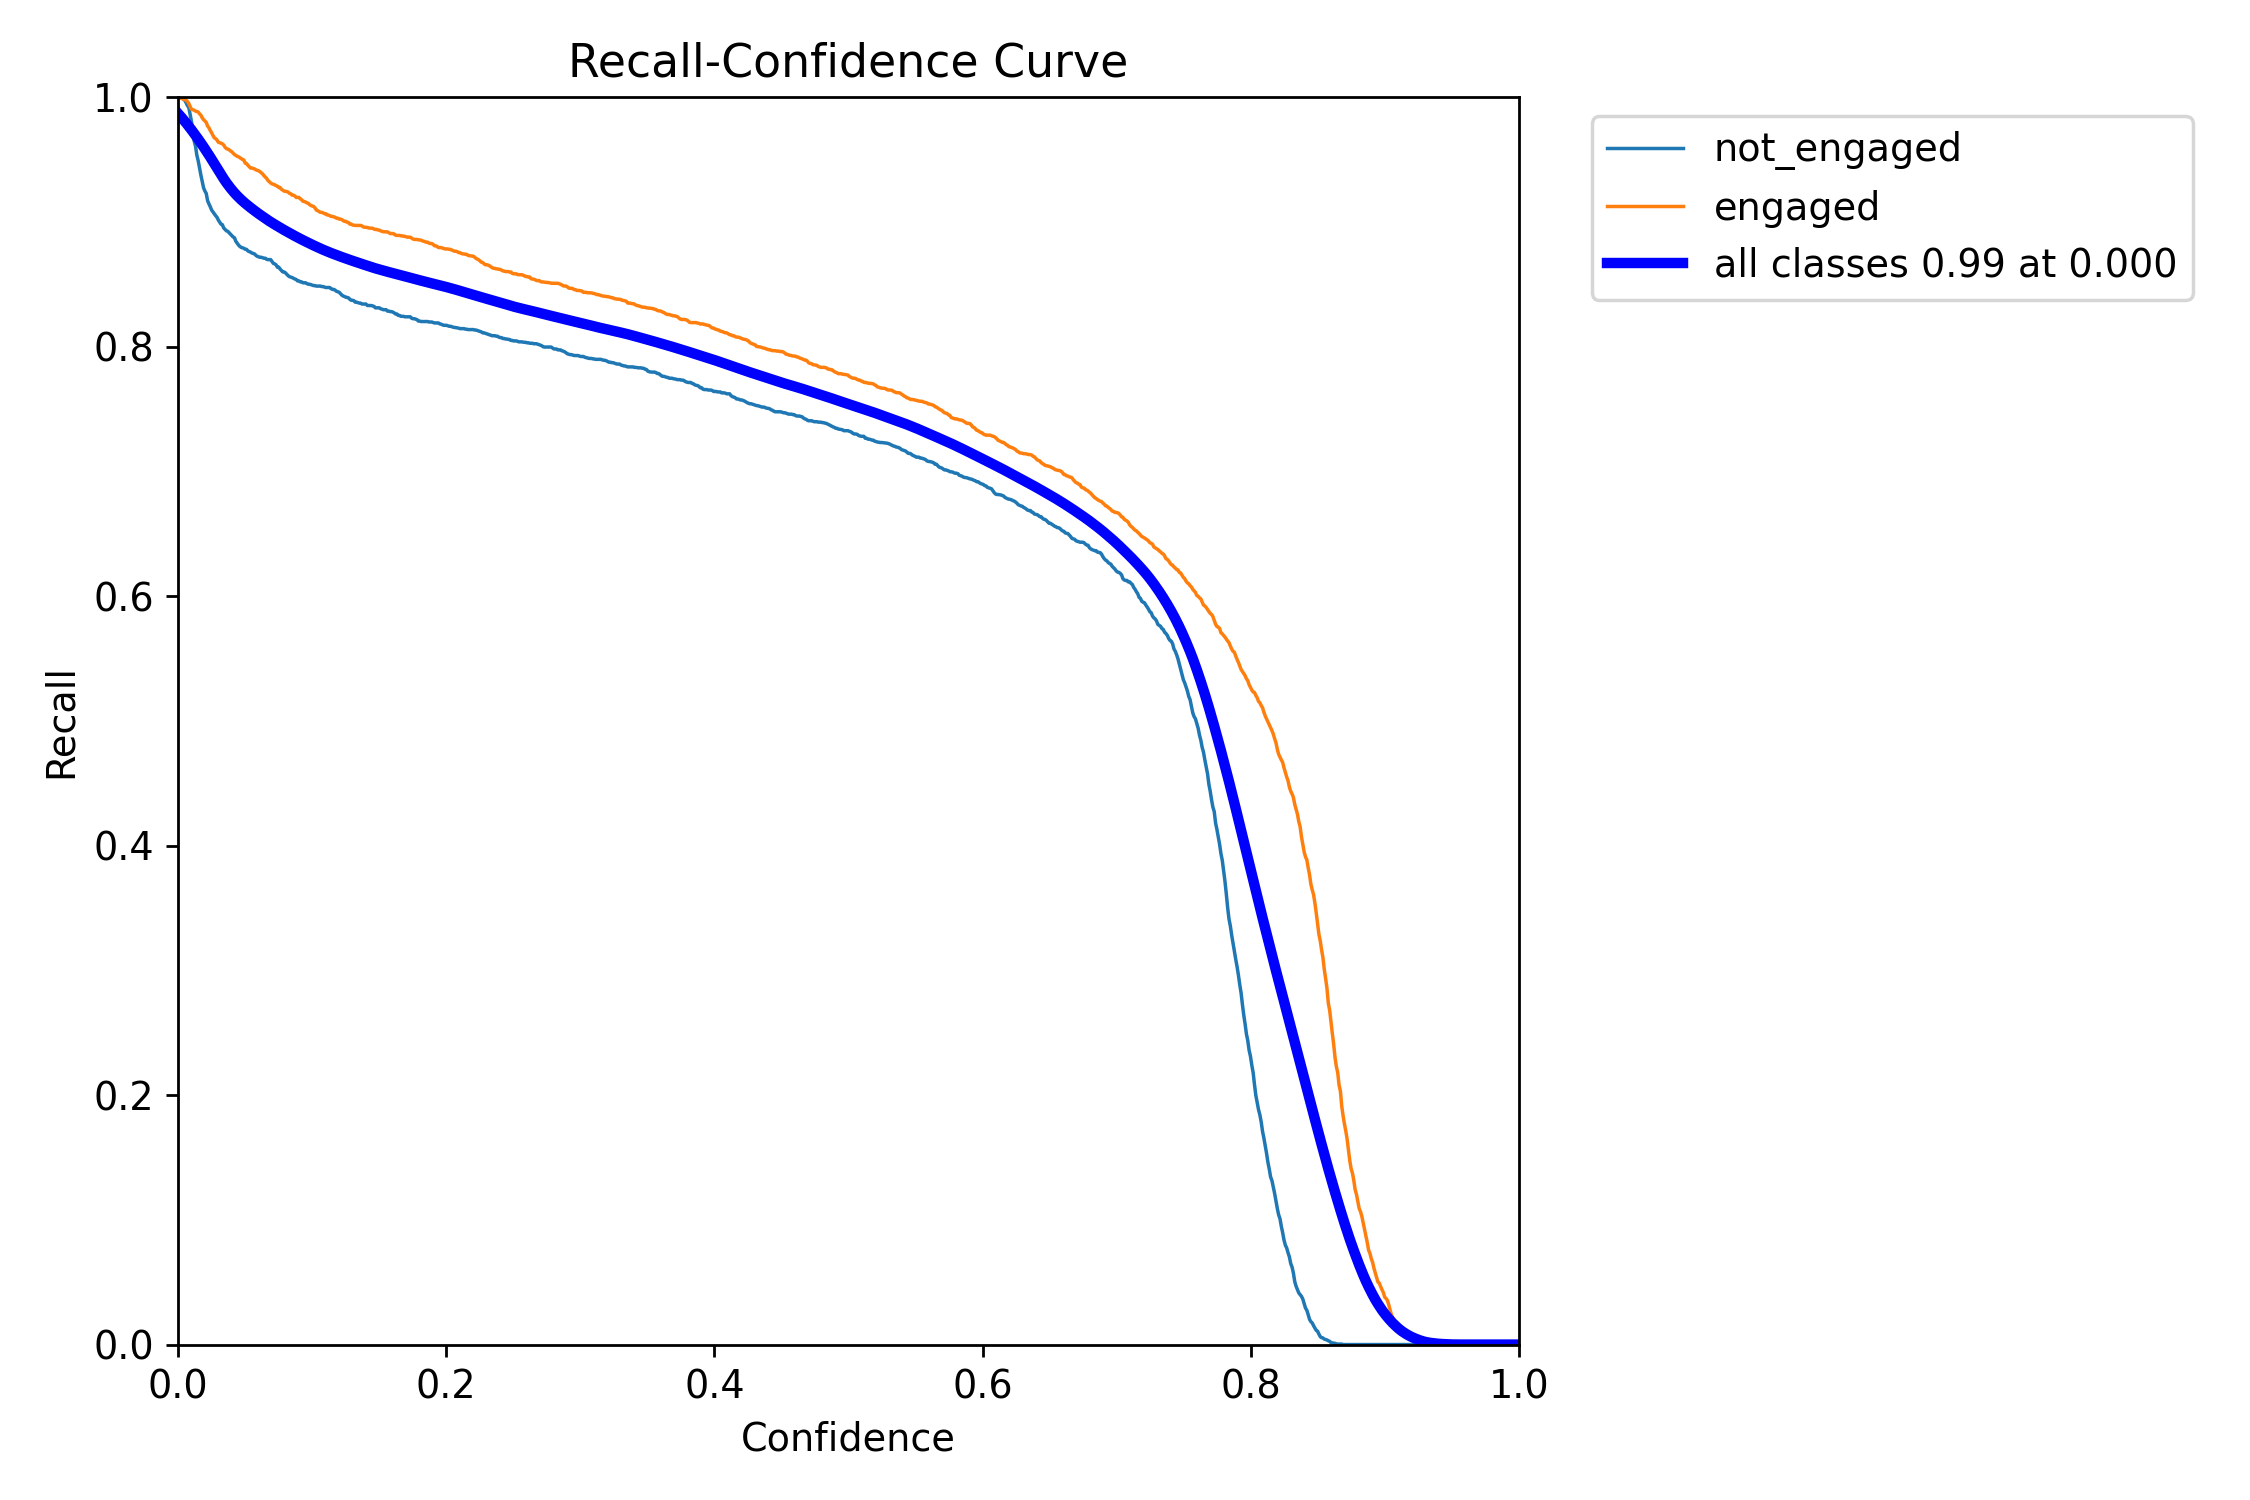 Recall-Confidence Curve
not_engaged
engaged
all classes 0.99 at 0.000
1.0
0.8
0.6
0.4
0.2
0.0
Recall
0.0 0.2 0.4 0.6 0.8 1.0
Confidence